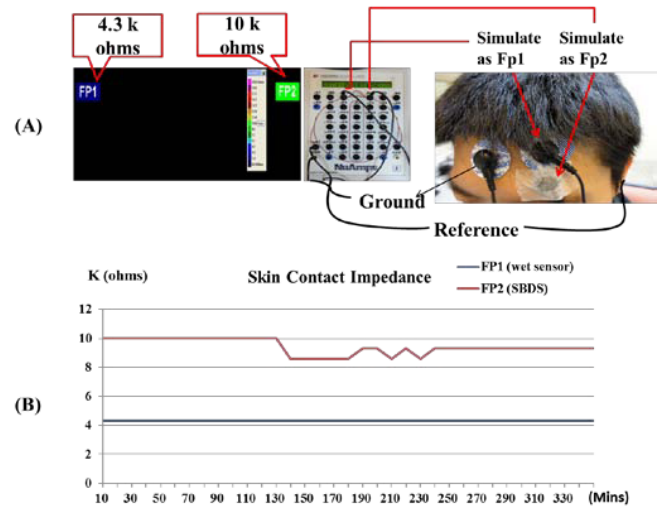 4.3 k
ohms
10 k
ohms
Simulate
as Fp1
Simulate
as Fp2
FP1
FP2
(A)
NuAmps
Ground
Reference
K (ohms)
Skin Contact Impedance
FP1 (wet sensor)
FP2 (SBDS)
12
10
8
6
4
2
0
(B)
10 30 50 70 90 110 130 150 170 190 210 230 250 270 290 310 330 (Mins)